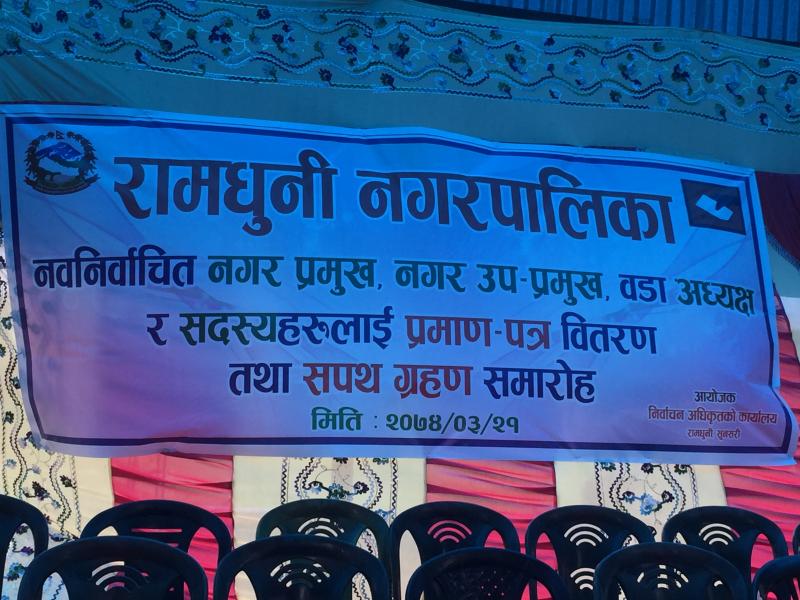 रामधुनी नगरपालिका
नवनिर्वाचित नगर प्रमुख, नगर उप-प्रमुख, वडा अध्यक्ष
र सदस्यहरुलाई प्रमाण-पत्र वितरण
तथा सपथ ग्रहण समारोह
मिति : २०७४/०३/२१
आयोजक
निर्वाचन अधिकृतको कार्यालय
रामधुनी सुनसरी